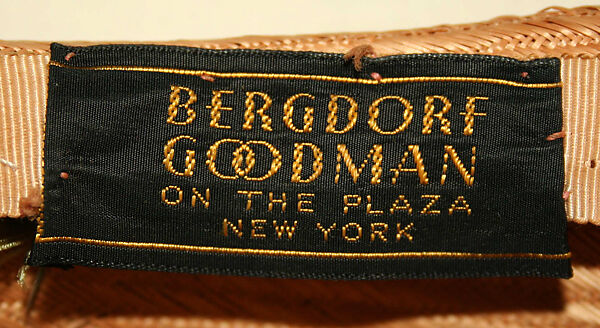 BERGDORF
GOODMAN
ON THE PLAZA
NEW YORK